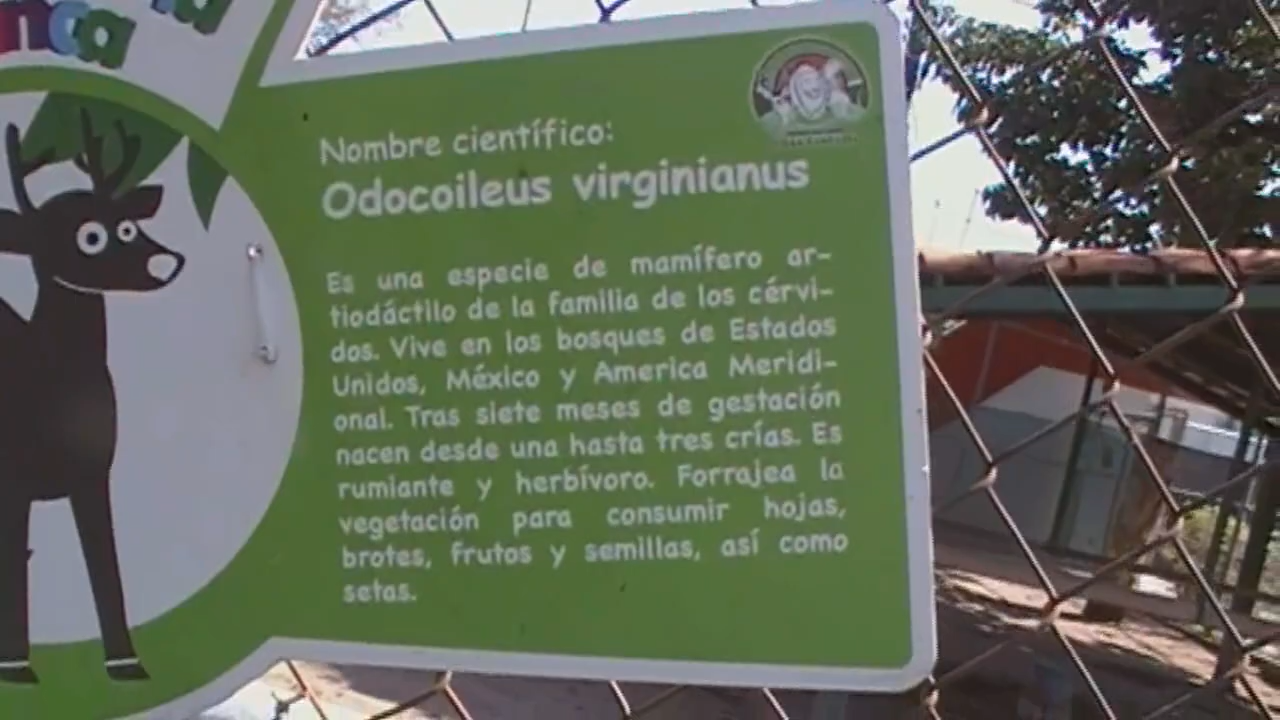 Nombre científico:
Odocoileus virginianus
Es una especie de mamífero ar-
tiodáctilo de la familia de los cérvi-
dos. Vive en los bosques de Estados
Unidos, México y America Meridi-
onal. Tras siete meses de gestación
nacen desde una hasta tres crías. Es
rumiante y herbívoro. Forrajea la
vegetación para consumir hojas,
brotes, frutos y semillas, así como
setas.